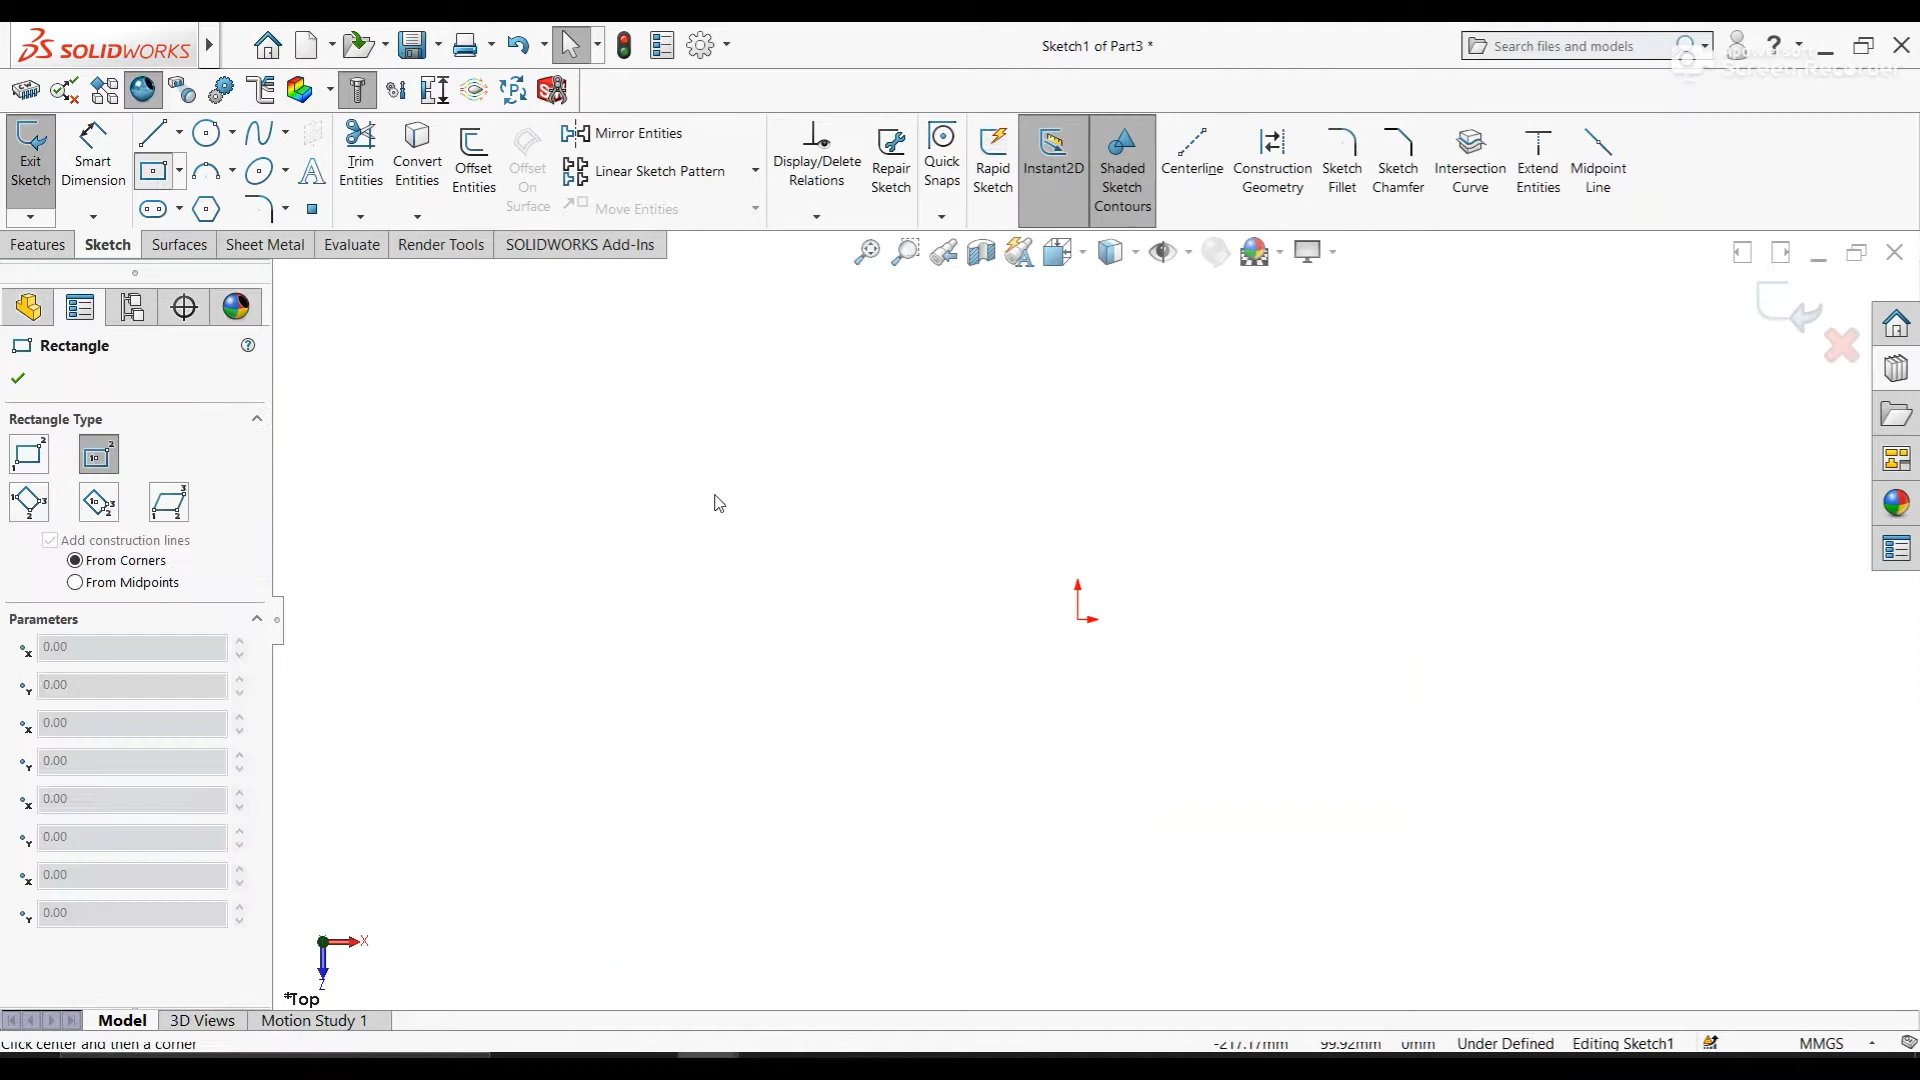 SOLIDWORKS
Sketch1 of Part3 *
Search files and models
Screen Recorder
Exit Sketch
Smart Dimension
Trim Entities
Convert Entities
Offset Entities
Offset On Surface
Mirror Entities
Linear Sketch Pattern
Move Entities
Display/Delete Relations
Repair Sketch
Quick Snaps
Rapid Sketch
Instant2D
Shaded Sketch Contours
Centerline
Construction Geometry
Sketch Fillet
Sketch Chamfer
Intersection Curve
Extend Entities
Midpoint Line
Features
Sketch
Surfaces
Sheet Metal
Evaluate
Render Tools
SOLIDWORKS Add-Ins
Rectangle
Rectangle Type
Add construction lines
From Corners
From Midpoints
Parameters
0.00
0.00
0.00
0.00
0.00
0.00
0.00
0.00
X
Z
*Top
Model
3D Views
Motion Study 1
Click center and then a corner
-217.17mm
99.92mm
0mm
Under Defined
Editing Sketch1
MMGS